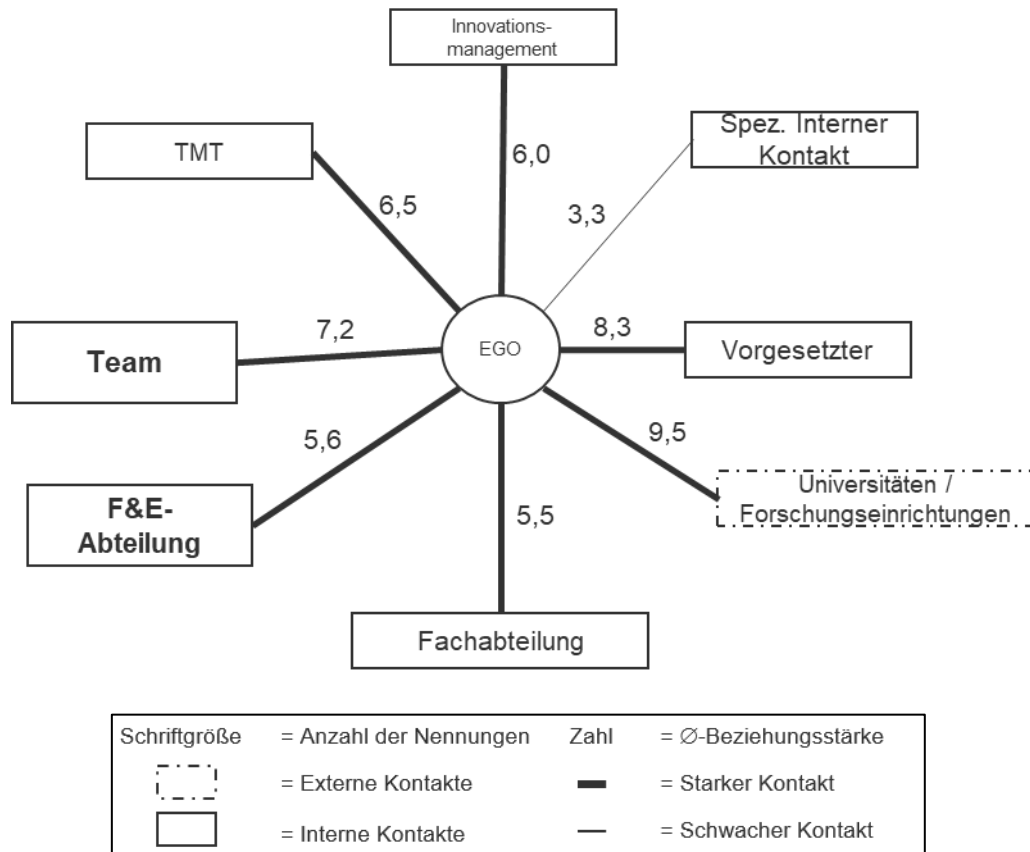 Innovations-
management
TMT
Spez. Interner
Kontakt
6,0
6,5
3,3
Team
7,2
EGO
8,3
Vorgesetzter
5,6
9,5
F&E-
Abteilung
5,5
Universitäten /
Forschungseinrichtungen
Fachabteilung
Schriftgröße = Anzahl der Nennungen Zahl = ∅-Beziehungsstärke
= Externe Kontakte = Starker Kontakt
= Interne Kontakte = Schwacher Kontakt